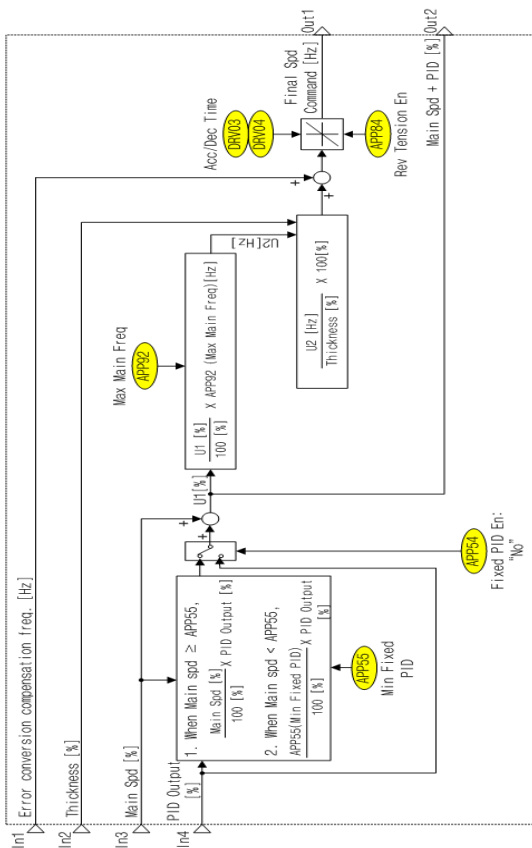 In1
Error conversion compensation freq. [Hz]
In2
Thickness [%]
In3
Main Spd [%]
In4
PID Output
[%]
1. When Main spd ≥ APP55,
Main Spd [%]
100 [%]
X PID Output [%]
2. When Main spd < APP55,
APP55(Min Fixed PID)
100 [%]
X PID Output
[%]
APP55
Min Fixed
PID
APP54
Fixed PID En:
"No"
+
+
U1[%]
U1 [%]
100 [%]
X APP92 (Max Main Freq)[Hz]
Max Main Freq
APP92
U2[Hz]
U2 [Hz]
Thickness [%]
X 100[%]
+
+
Acc/Dec Time
DRV03
DRV04
APP84
Rev Tension En
Final Spd
Command [Hz]
Out1
Main Spd + PID [%]
Out2